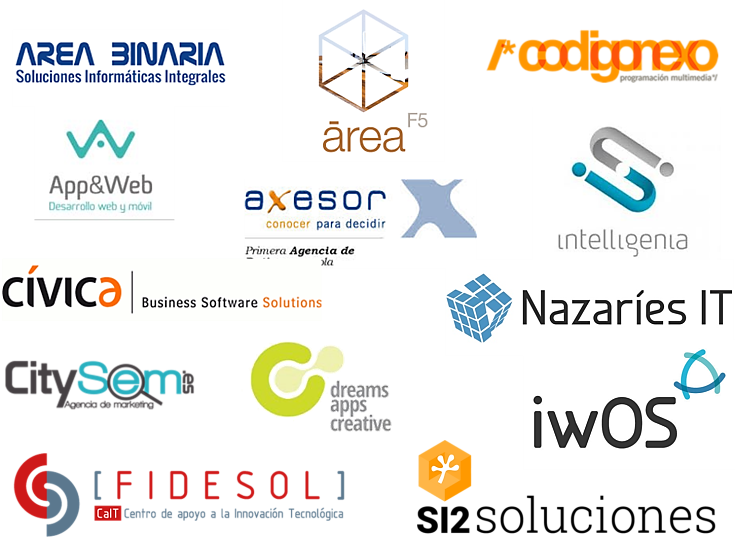 AREA BINARIA
Soluciones Informáticas Integrales
área F5
/*codigonexo
programación multimedia*/
App&Web
Desarrollo web y móvil
axesor
conocer para decidir
Primera Agencia de
intelligenia
cívica
Business Software Solutions
Nazaríes IT
CitySem.es
Agencia de marketing
dreams
apps
creative
iwOS
[FIDESOL]
CaIT Centro de apoyo a la Innovación Tecnológica
SI2 soluciones